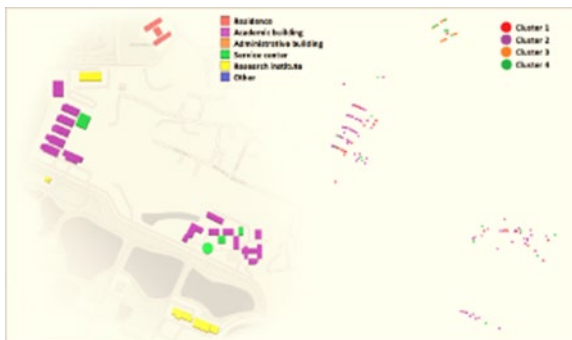 Residence
Academic building
Administrative building
Service center
Research institute
Other
Cluster 1
Cluster 2
Cluster 3
Cluster 4